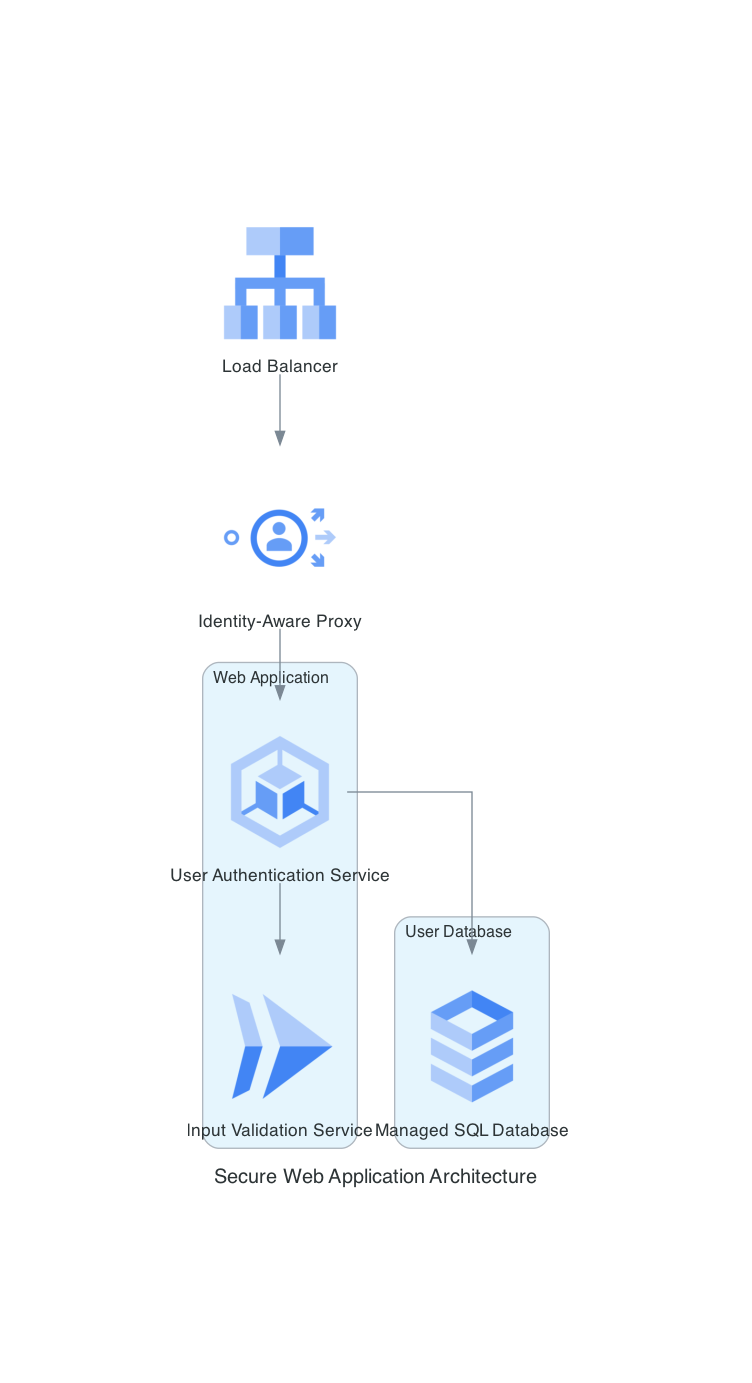 Load Balancer
Identity-Aware Proxy
Web Application
User Authentication Service
User Database
Input Validation Service
Managed SQL Database
Secure Web Application Architecture